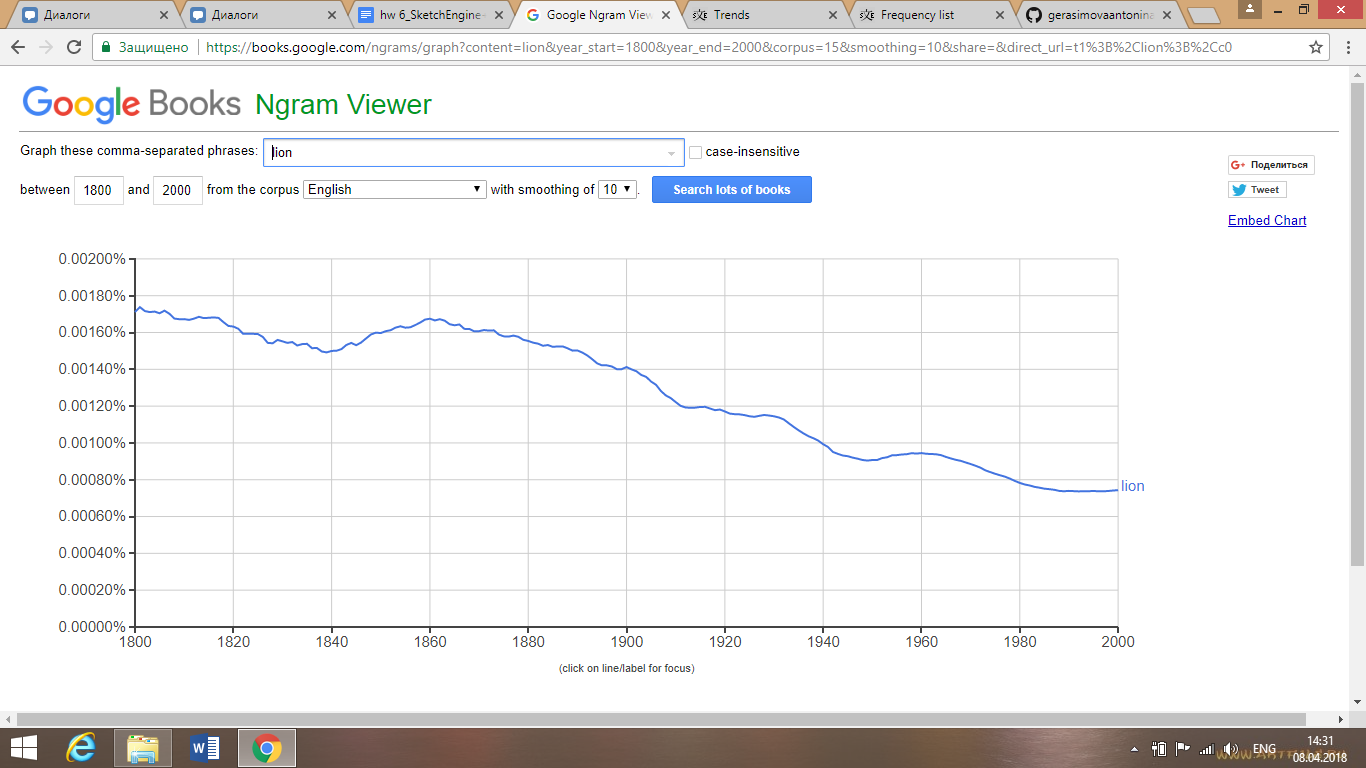 Диалоги
Диалоги
hw 6_SketchEngine-
Google Ngram View
Trends
Frequency list
gerasimovaantonina
Защищено
https://books.google.com/ngrams/graph?content=lion&year_start=1800&year_end=2000&corpus=15&smoothing=10&share=&direct_url=t1%3B%2Clion%3B%2Cc0
Google Books Ngram Viewer
Graph these comma-separated phrases: lion case-insensitive
between 1800 and 2000 from the corpus English with smoothing of 10. Search lots of books
G+ Поделиться
Tweet
Embed Chart
0.00200%
0.00180%
0.00160%
0.00140%
0.00120%
0.00100%
0.00080%
0.00060%
0.00040%
0.00020%
0.00000%
lion
1800 1820 1840 1860 1880 1900 1920 1940 1960 1980 2000
(click on line/label for focus)
ENG
14:31
08.04.2018